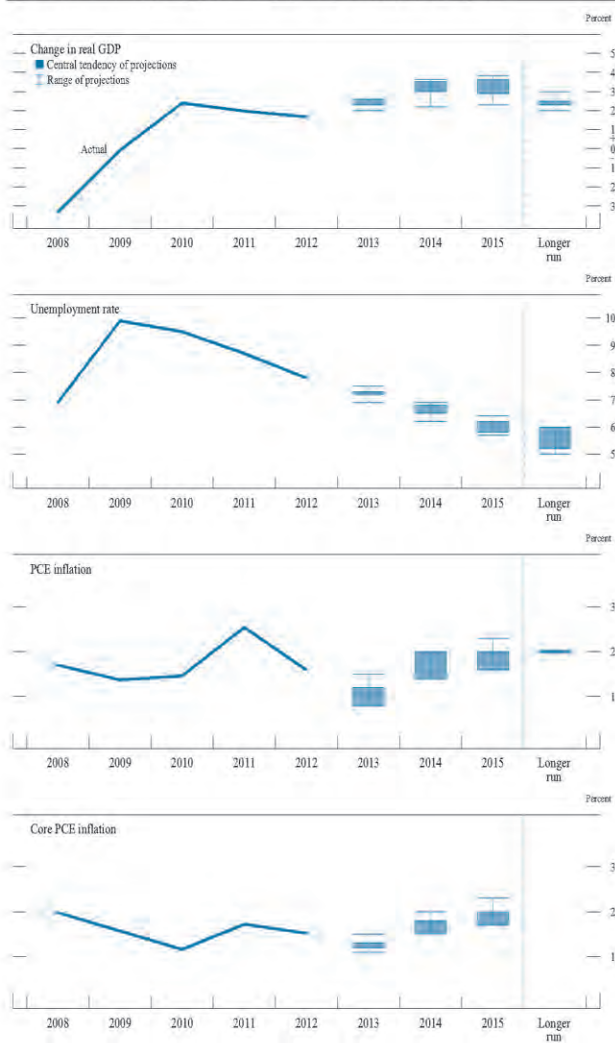 Percent
Change in real GDP
Central tendency of projections
Range of projections
Actual
5
4
3
2
1
0
1
2
3
2008 2009 2010 2011 2012 2013 2014 2015 Longer
run
Percent
Unemployment rate
10
9
8
7
6
5
2008 2009 2010 2011 2012 2013 2014 2015 Longer
run
Percent
PCE inflation
3
2
1
2008 2009 2010 2011 2012 2013 2014 2015 Longer
run
Percent
Core PCE inflation
3
2
1
2008 2009 2010 2011 2012 2013 2014 2015 Longer
run